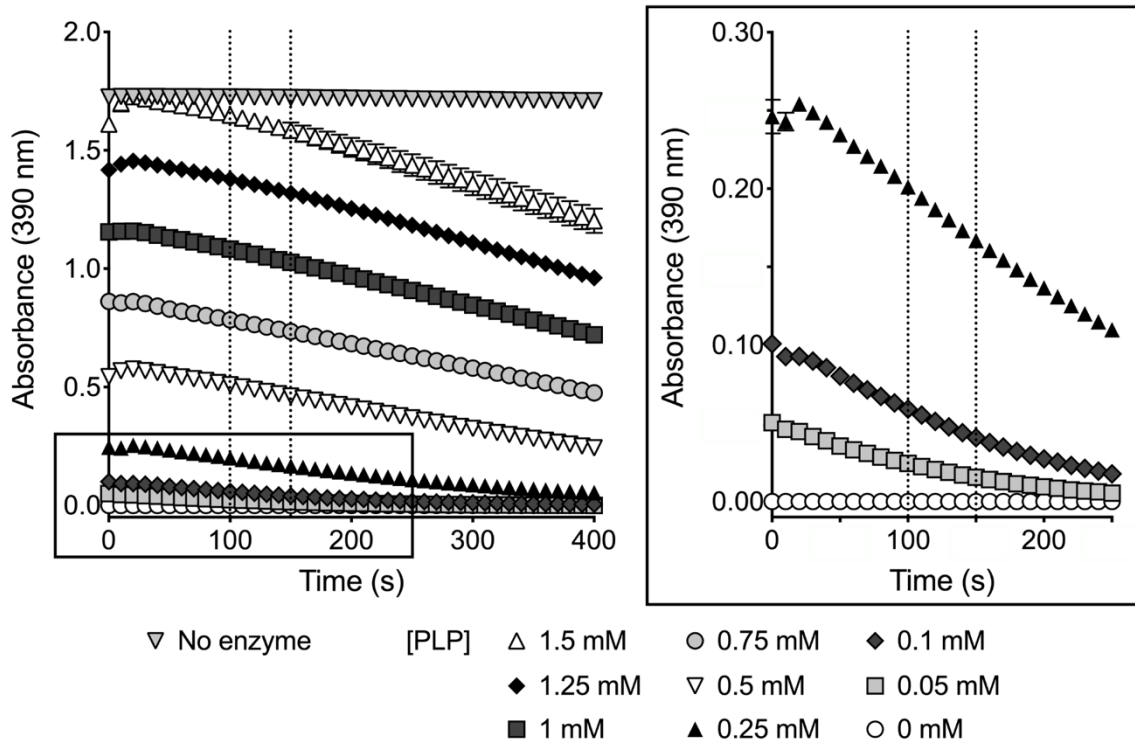 2.0
1.5
1.0
0.5
0.0
Absorbance (390 nm)
0
100
200
300
400
Time (s)
0.30
0.20
0.10
0.00
Absorbance (390 nm)
0
100
200
Time (s)
No enzyme
[PLP]
1.5 mM
0.75 mM
0.1 mM
1.25 mM
0.5 mM
0.05 mM
1 mM
0.25 mM
0 mM